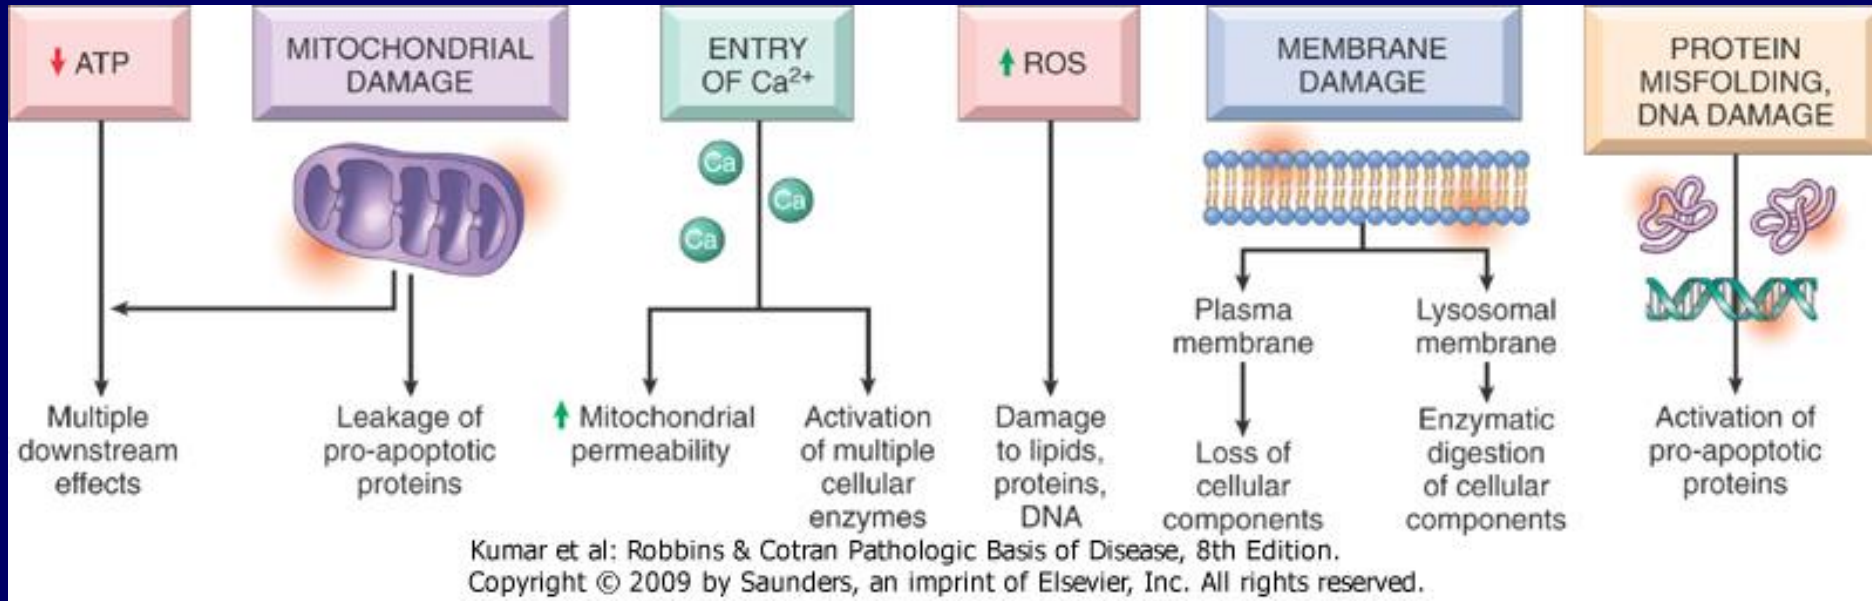 ↓ ATP
MITOCHONDRIAL
DAMAGE
ENTRY
OF Ca²⁺
↑ ROS
MEMBRANE
DAMAGE
PROTEIN
MISFOLDING,
DNA DAMAGE
Ca
Ca
Ca
Plasma
membrane
Lysosomal
membrane
Multiple
downstream
effects
Leakage of
pro-apoptotic
proteins
↑ Mitochondrial
permeability
Activation
of multiple
cellular
enzymes
Damage
to lipids,
proteins,
DNA
Loss of
cellular
components
Enzymatic
digestion
of cellular
components
Activation of
pro-apoptotic
proteins
Kumar et al: Robbins & Cotran Pathologic Basis of Disease, 8th Edition.
Copyright © 2009 by Saunders, an imprint of Elsevier, Inc. All rights reserved.